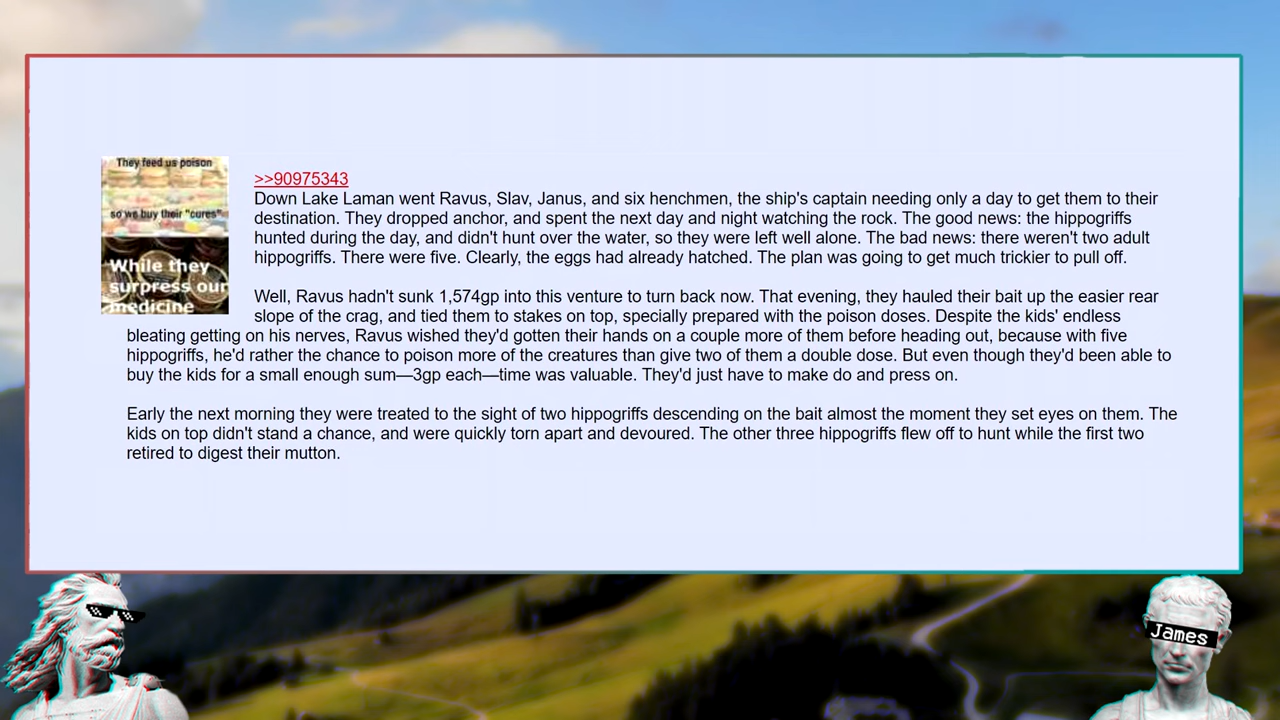 They feed us poison
so we buy their "cures"
While they
surpress our
medicine
>>90975343
Down Lake Laman went Ravus, Slav, Janus, and six henchmen, the ship's captain needing only a day to get them to their
destination. They dropped anchor, and spent the next day and night watching the rock. The good news: the hippogriffs
hunted during the day, and didn't hunt over the water, so they were left well alone. The bad news: there weren't two adult
hippogriffs. There were five. Clearly, the eggs had already hatched. The plan was going to get much trickier to pull off.
Well, Ravus hadn't sunk 1,574gp into this venture to turn back now. That evening, they hauled their bait up the easier rear
slope of the crag, and tied them to stakes on top, specially prepared with the poison doses. Despite the kids' endless
bleating getting on his nerves, Ravus wished they'd gotten their hands on a couple more of them before heading out, because with five
hippogriffs, he'd rather the chance to poison more of the creatures than give two of them a double dose. But even though they'd been able to
buy the kids for a small enough sum—3gp each—time was valuable. They'd just have to make do and press on.
Early the next morning they were treated to the sight of two hippogriffs descending on the bait almost the moment they set eyes on them. The
kids on top didn't stand a chance, and were quickly torn apart and devoured. The other three hippogriffs flew off to hunt while the first two
retired to digest their mutton.
James